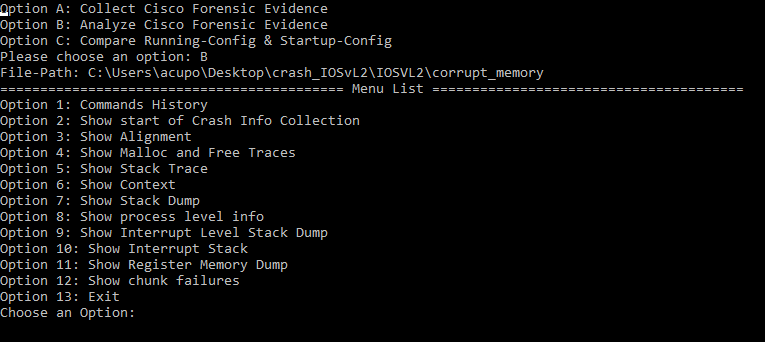 Option A: Collect Cisco Forensic Evidence
Option B: Analyze Cisco Forensic Evidence
Option C: Compare Running-Config & Startup-Config
Please choose an option: B
File-Path: C:\Users\acupo\Desktop\crash_IOSvL2\IOSVL2\corrupt_memory
=========================================== Menu List =======================================
Option 1: Commands History
Option 2: Show start of Crash Info Collection
Option 3: Show Alignment
Option 4: Show Malloc and Free Traces
Option 5: Show Stack Trace
Option 6: Show Context
Option 7: Show Stack Dump
Option 8: Show process level info
Option 9: Show Interrupt Level Stack Dump
Option 10: Show Interrupt Stack
Option 11: Show Register Memory Dump
Option 12: Show chunk failures
Option 13: Exit
Choose an Option: